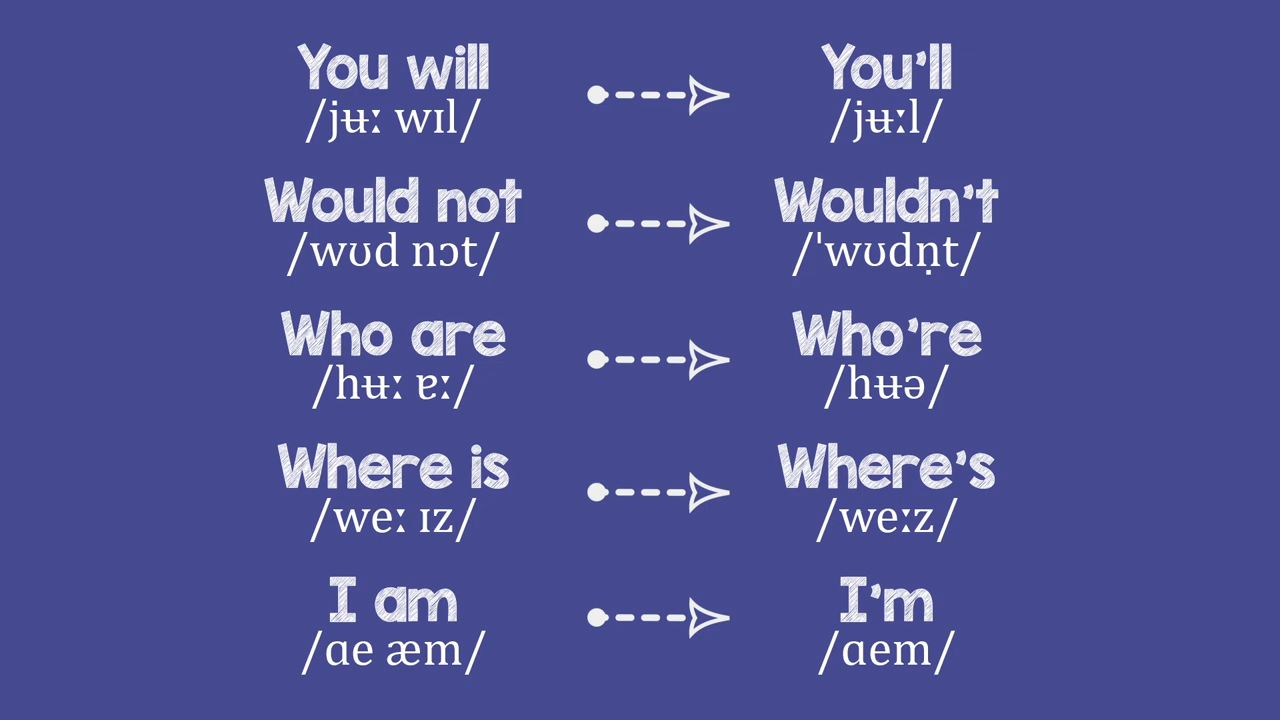 You will
/jʉː wɪl/
You'll
/jʉːl/
Would not
/wʊd nɔt/
Wouldn't
/ˈwʊdṇt/
Who are
/hʉː ɐː/
Who're
/hʉə/
Where is
/weː ɪz/
Where's
/weːz/
I am
/ɑe æm/
I'm
/ɑem/